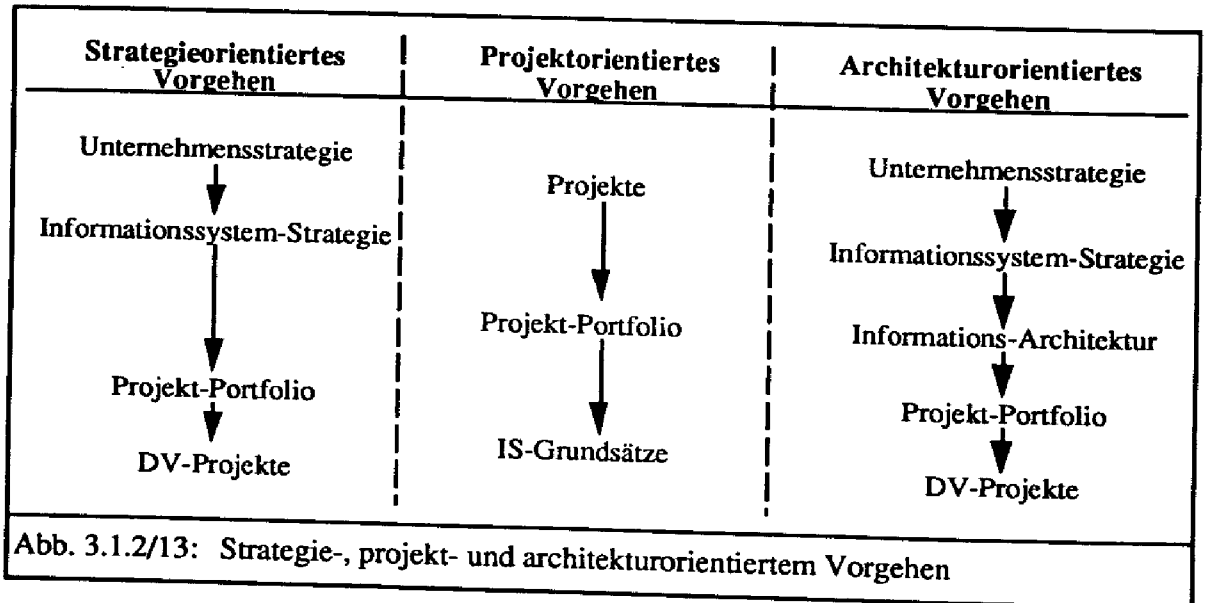 Strategieorientiertes
Vorgehen
Unternehmensstrategie
Informationssystem-Strategie
Projekt-Portfolio
DV-Projekte
Projektorientiertes
Vorgehen
Projekte
Projekt-Portfolio
IS-Grundsätze
Architekturorientiertes
Vorgehen
Unternehmensstrategie
Informationssystem-Strategie
Informations-Architektur
Projekt-Portfolio
DV-Projekte
Abb. 3.1.2/13: Strategie-, projekt- und architekturorientiertem Vorgehen